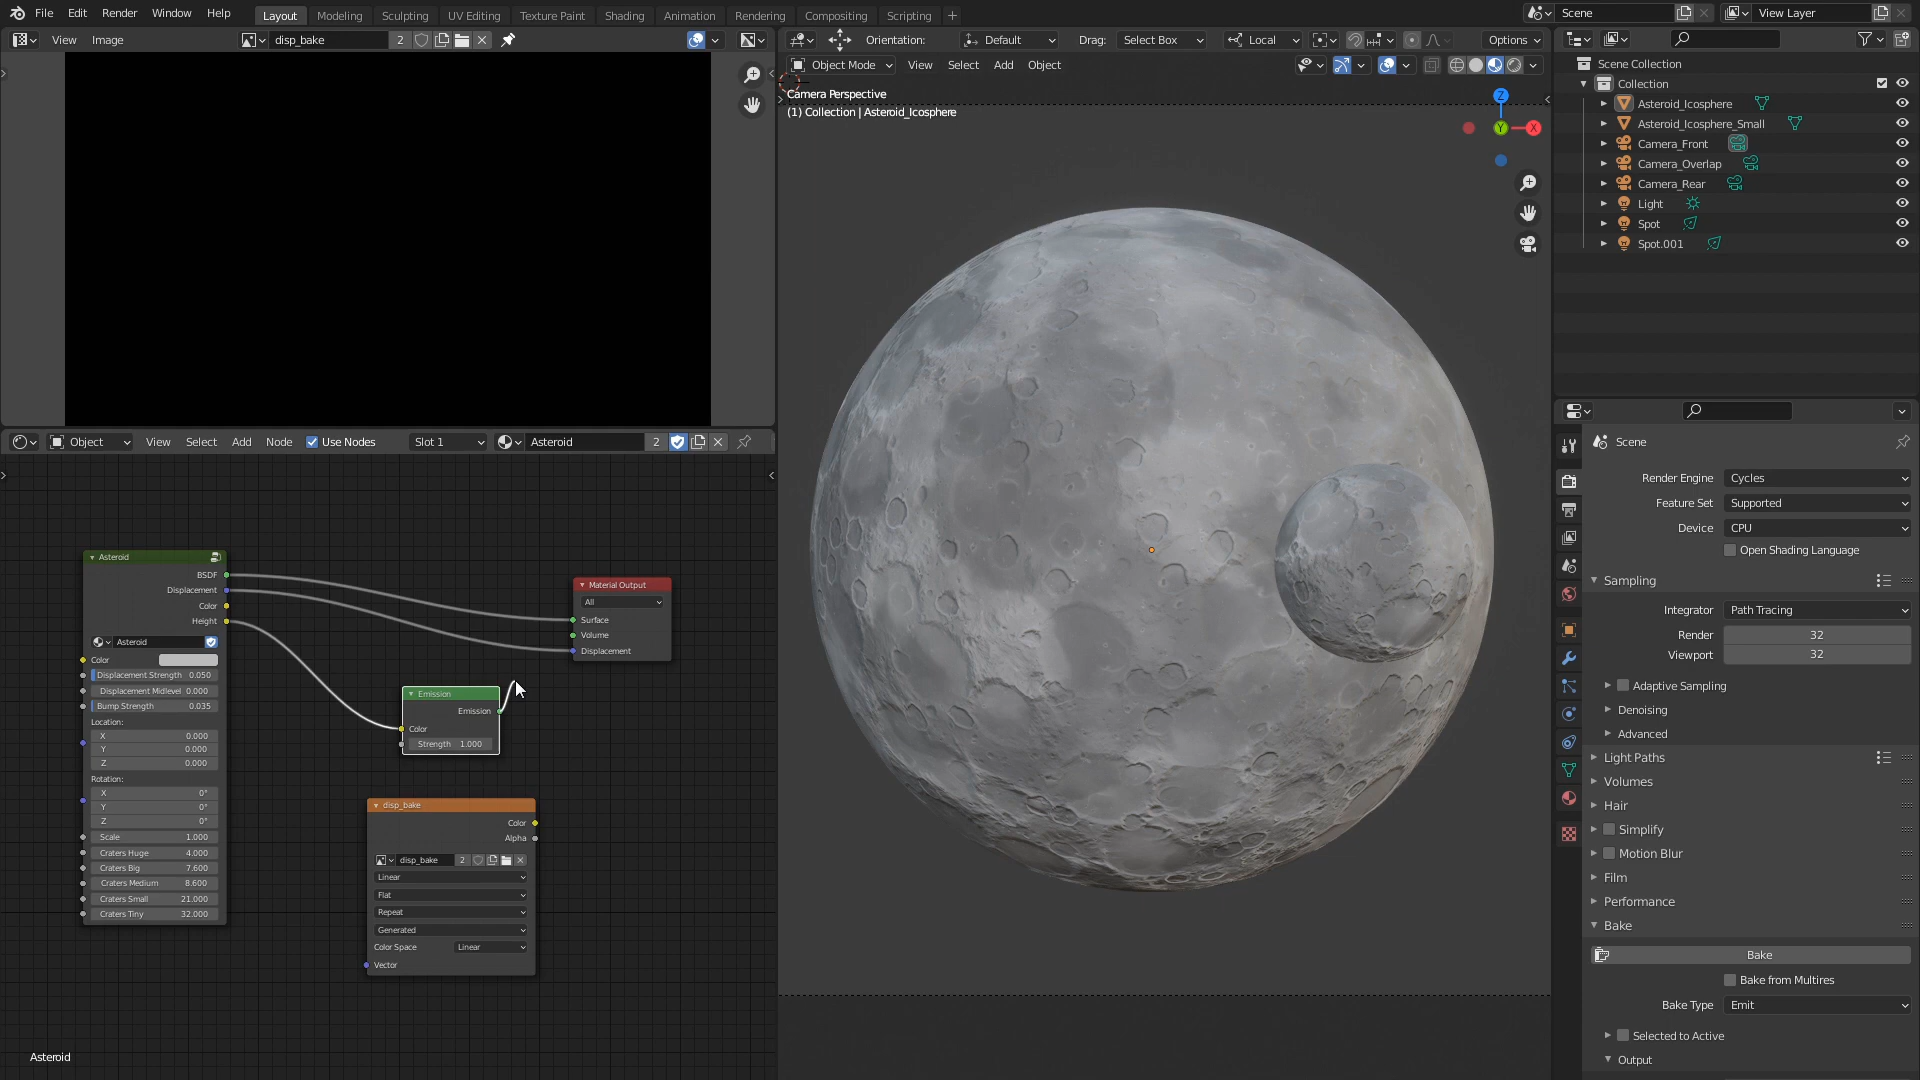 File Edit Render Window Help Layout Modeling Sculpting UV Editing Texture Paint Shading Animation Rendering Compositing Scripting + Scene View Layer
View Image disp_bake 2
Orientation: Default Drag: Select Box Local Options
Object Mode View Select Add Object
Camera Perspective
(1) Collection | Asteroid_Icosphere
Z
Y
X
Scene Collection
Collection
Asteroid_Icosphere
Asteroid_Icosphere_Small
Camera_Front
Camera_Overlap
Camera_Rear
Light
Spot
Spot.001
Object View Select Add Node Use Nodes Slot 1 Asteroid 2
Asteroid
BSDF
Displacement
Color
Height
Asteroid
Color
Displacement Strength 0.050
Displacement Midlevel 0.000
Bump Strength 0.035
Location:
X 0.000
Y 0.000
Z 0.000
Rotation:
X 0°
Y 0°
Z 0°
Scale 1.000
Craters Huge 4.000
Craters Big 7.600
Craters Medium 8.600
Craters Small 21.000
Craters Tiny 32.000
Material Output
All
Surface
Volume
Displacement
Emission
Emission
Color
Strength 1.000
disp_bake
Color
Alpha
disp_bake 2
Linear
Flat
Repeat
Generated
Color Space Linear
Vector
Asteroid
Scene
Render Engine Cycles
Feature Set Supported
Device CPU
Open Shading Language
Sampling
Integrator Path Tracing
Render 32
Viewport 32
Adaptive Sampling
Denoising
Advanced
Light Paths
Volumes
Hair
Simplify
Motion Blur
Film
Performance
Bake
Bake
Bake from Multires
Bake Type Emit
Selected to Active
Output